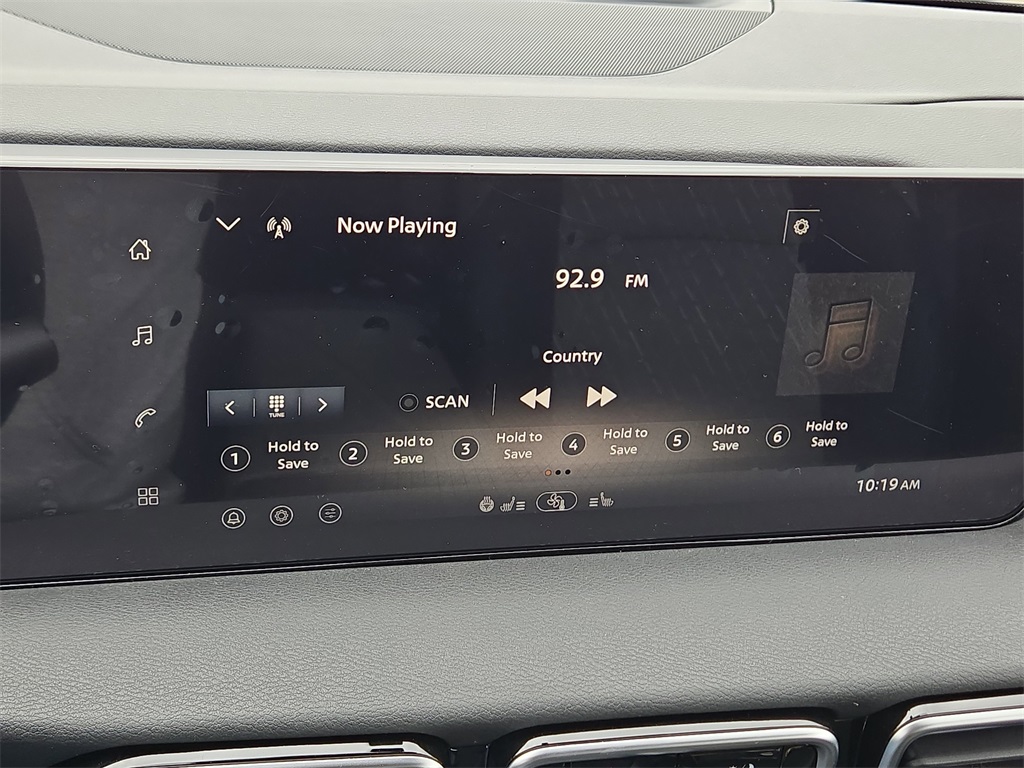 Now Playing
92.9 FM
Country
TUNE
SCAN
1 Hold to Save
2 Hold to Save
3 Hold to Save
4 Hold to Save
5 Hold to Save
6 Hold to Save
10:19 AM